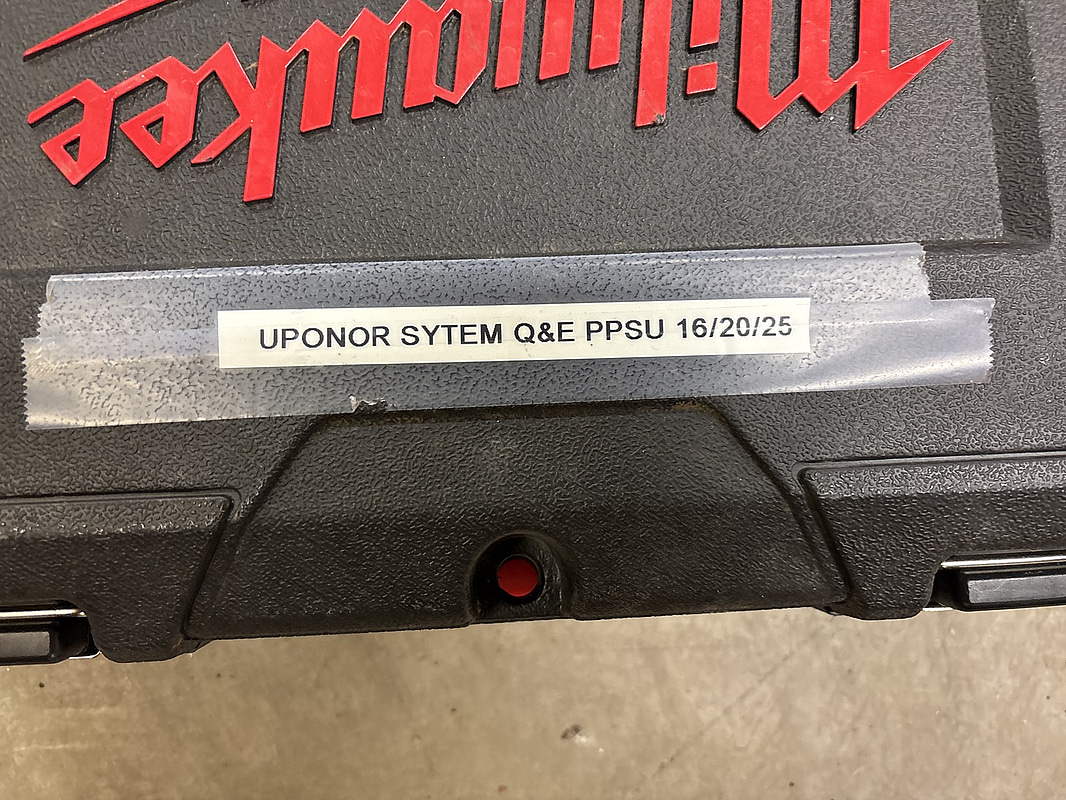 Milwaukee
UPONOR SYTEM Q&E PPSU 16/20/25